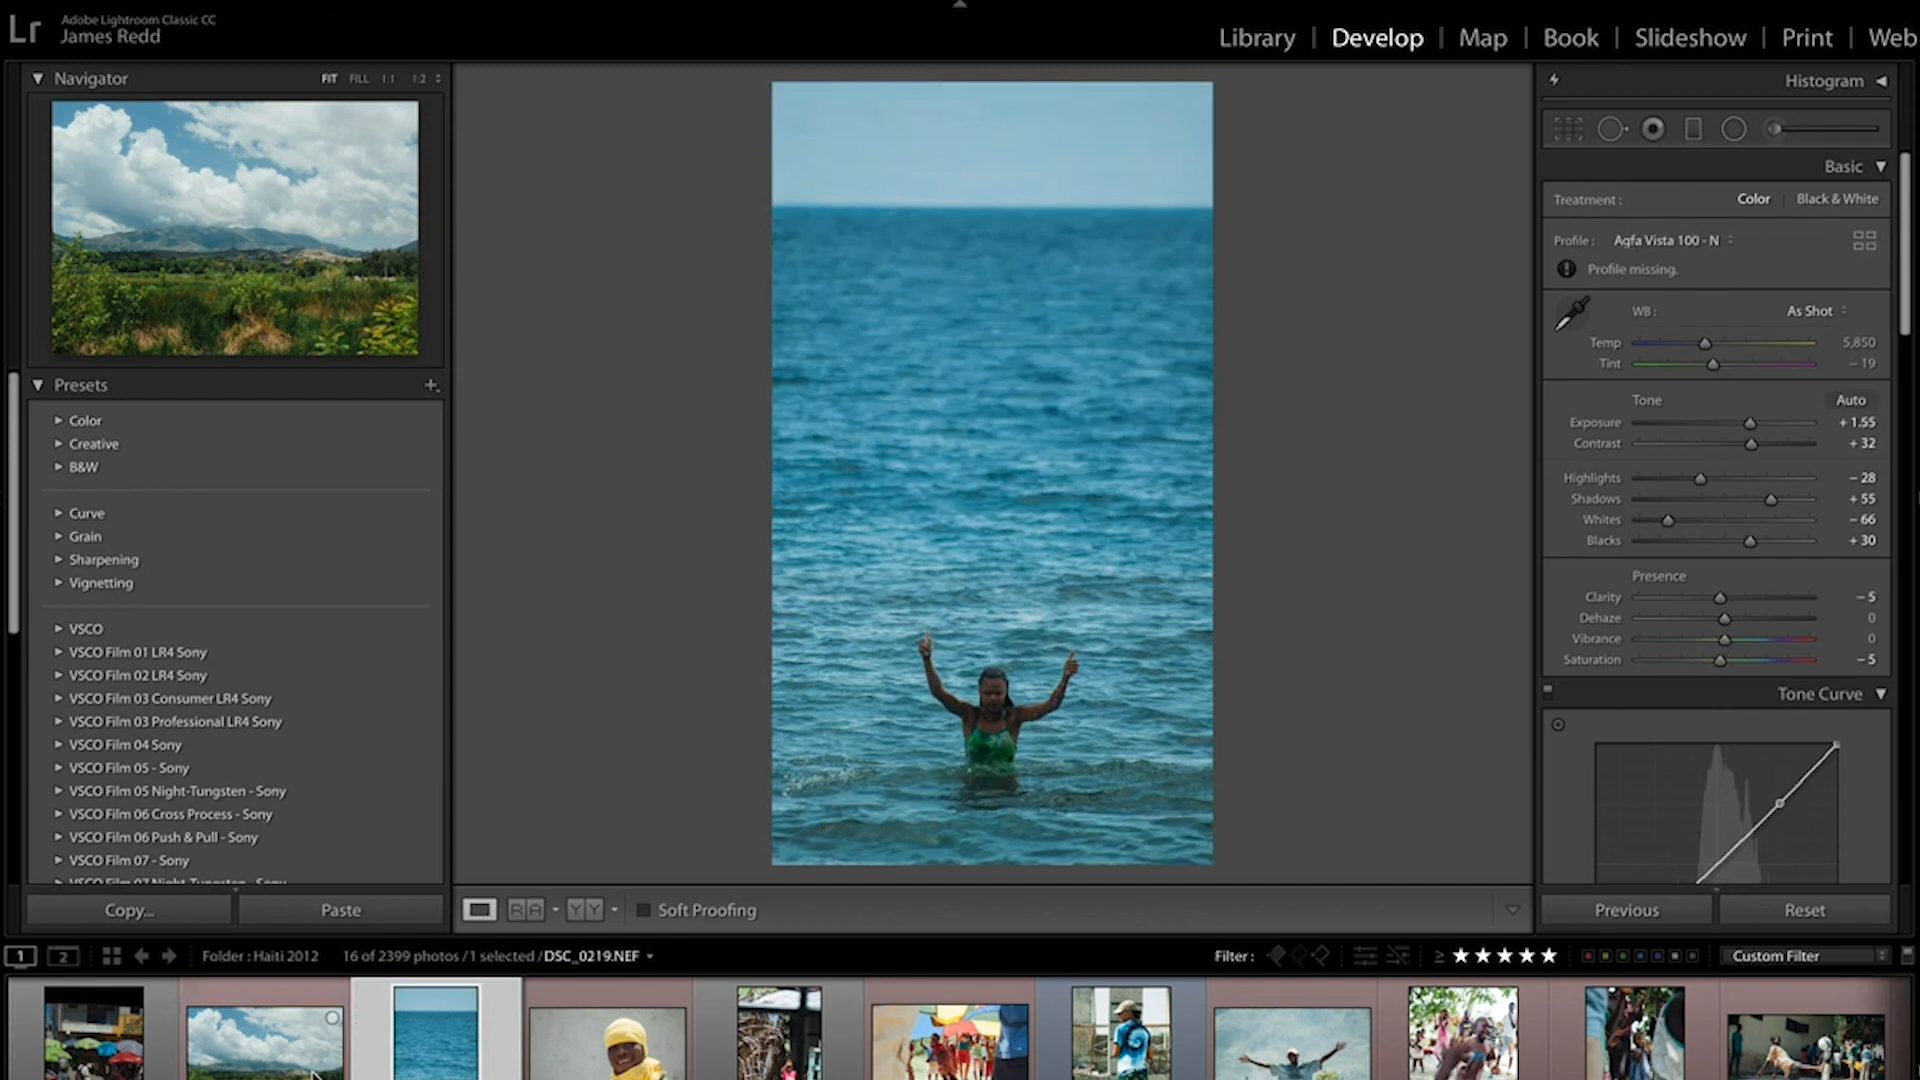 Lr Adobe Lightroom Classic CC
James Redd
Library | Develop | Map | Book | Slideshow | Print | Web
Navigator FIT FILL 1:1 1:2
Presets +
Color
Creative
B&W
Curve
Grain
Sharpening
Vignetting
VSCO
VSCO Film 01 LR4 Sony
VSCO Film 02 LR4 Sony
VSCO Film 03 Consumer LR4 Sony
VSCO Film 03 Professional LR4 Sony
VSCO Film 04 Sony
VSCO Film 05 - Sony
VSCO Film 05 Night-Tungsten - Sony
VSCO Film 06 Cross Process - Sony
VSCO Film 06 Push & Pull - Sony
VSCO Film 07 - Sony
VSCO Film 07 Night-Tungsten - Sony
Copy... Paste
Soft Proofing
Histogram
Basic
Treatment : Color | Black & White
Profile : Agfa Vista 100 - N
Profile missing.
WB : As Shot
Temp 5,850
Tint - 19
Tone Auto
Exposure + 1.55
Contrast + 32
Highlights - 28
Shadows + 55
Whites - 66
Blacks + 30
Presence
Clarity - 5
Dehaze 0
Vibrance 0
Saturation - 5
Tone Curve
Previous Reset
1 2 Folder : Haiti 2012 16 of 2399 photos / 1 selected / DSC_0219.NEF Filter : ≥ ★★★★★ Custom Filter